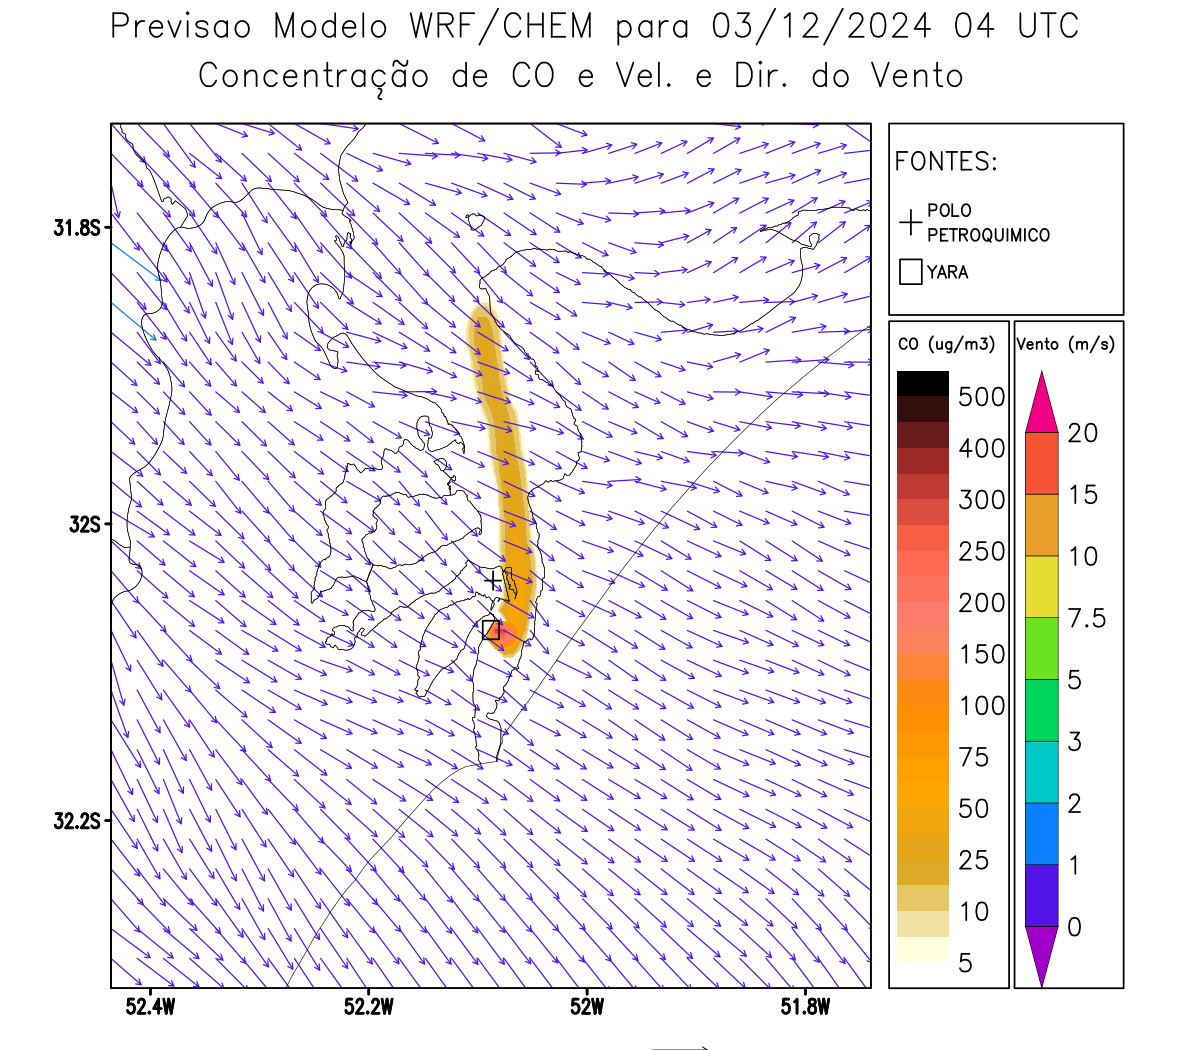 Previsao Modelo WRF/CHEM para 03/12/2024 04 UTC
Concentração de CO e Vel. e Dir. do Vento
FONTES:
POLO
PETROQUIMICO
YARA
31.8S
32S
32.2S
52.4W
52.2W
52W
51.8W
CO (ug/m3)
500
400
300
250
200
150
100
75
50
25
10
5
Vento (m/s)
20
15
10
7.5
5
3
2
1
0